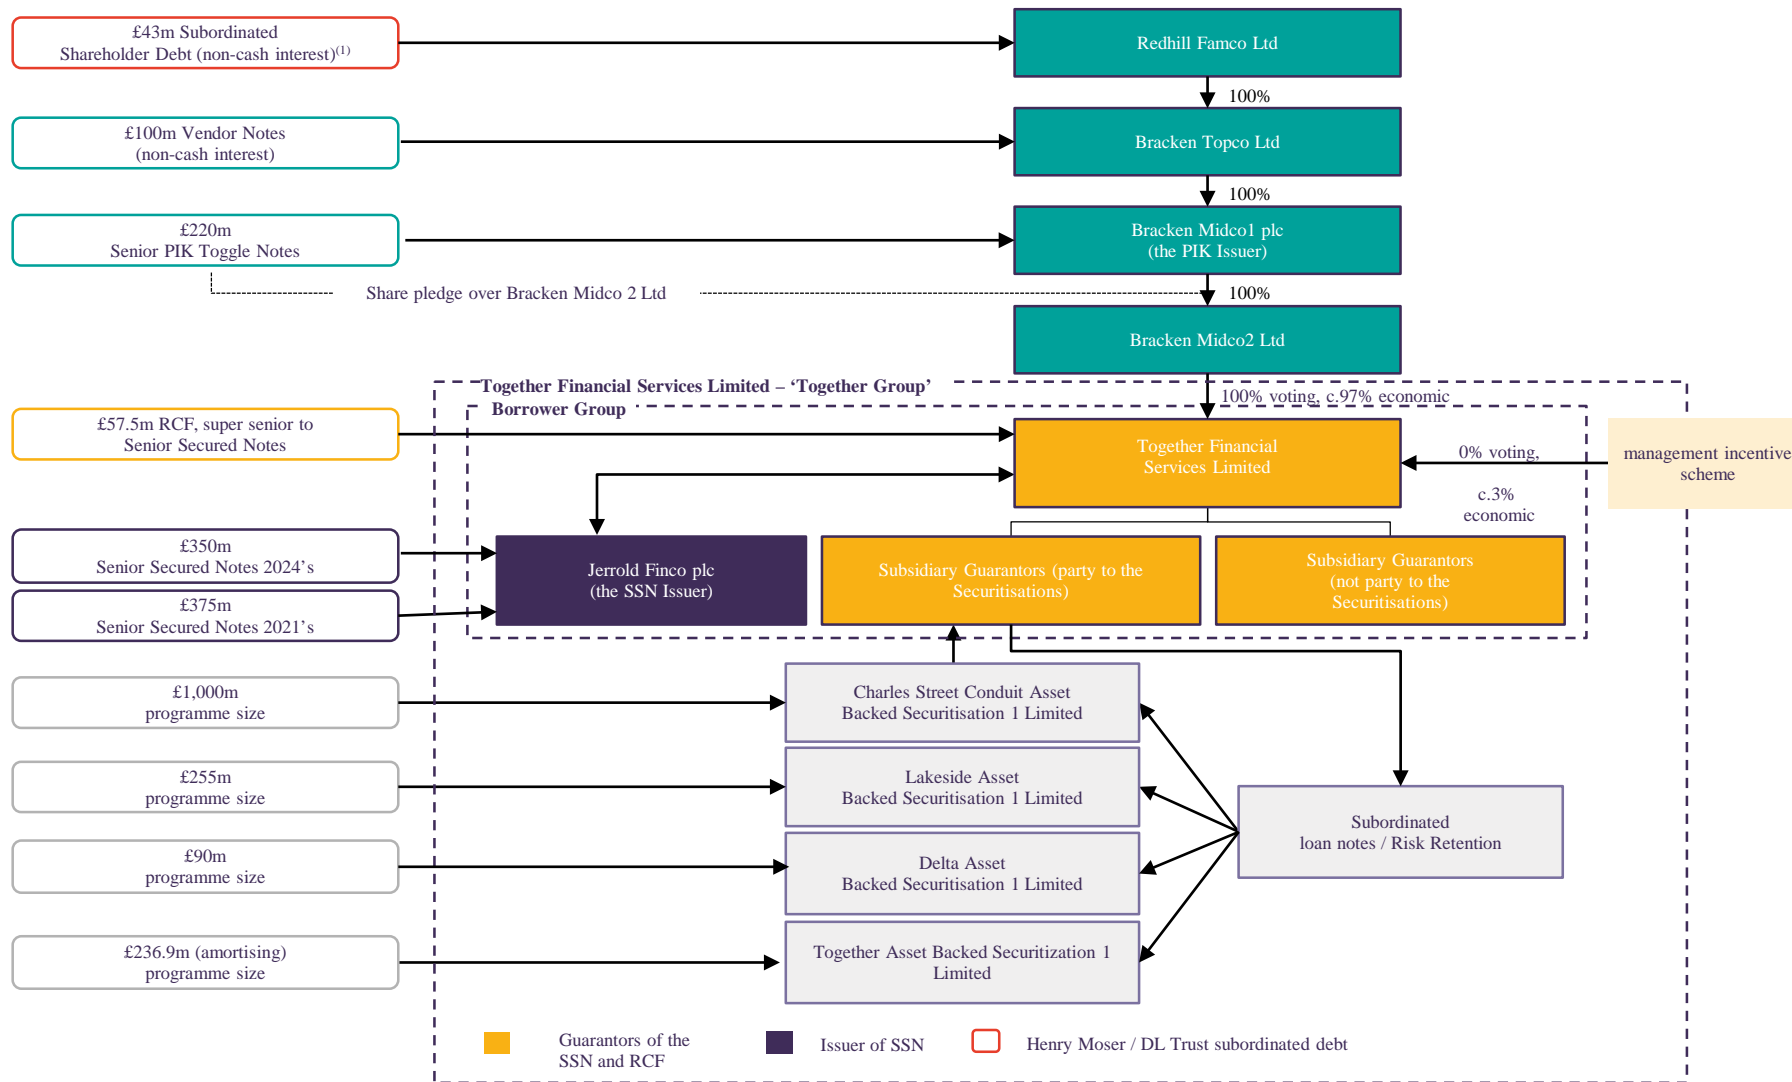 £43m Subordinated
Shareholder Debt (non-cash interest)(1)
Redhill Famco Ltd
100%
£100m Vendor Notes
(non-cash interest)
Bracken Topco Ltd
100%
£220m
Senior PIK Toggle Notes
Bracken Midco1 plc
(the PIK Issuer)
Share pledge over Bracken Midco 2 Ltd
100%
Bracken Midco2 Ltd
Together Financial Services Limited – ‘Together Group’
100% voting, c.97% economic
Borrower Group
£57.5m RCF, super senior to
Senior Secured Notes
Together Financial
Services Limited
0% voting,
c.3%
economic
management incentive
scheme
£350m
Senior Secured Notes 2024’s
£375m
Senior Secured Notes 2021’s
Jerrold Finco plc
(the SSN Issuer)
Subsidiary Guarantors (party to the
Securitisations)
Subsidiary Guarantors
(not party to the
Securitisations)
£1,000m
programme size
Charles Street Conduit Asset
Backed Securitisation 1 Limited
£255m
programme size
Lakeside Asset
Backed Securitisation 1 Limited
Subordinated
loan notes / Risk Retention
£90m
programme size
Delta Asset
Backed Securitisation 1 Limited
£236.9m (amortising)
programme size
Together Asset Backed Securitization 1
Limited
Guarantors of the
SSN and RCF
Issuer of SSN
Henry Moser / DL Trust subordinated debt